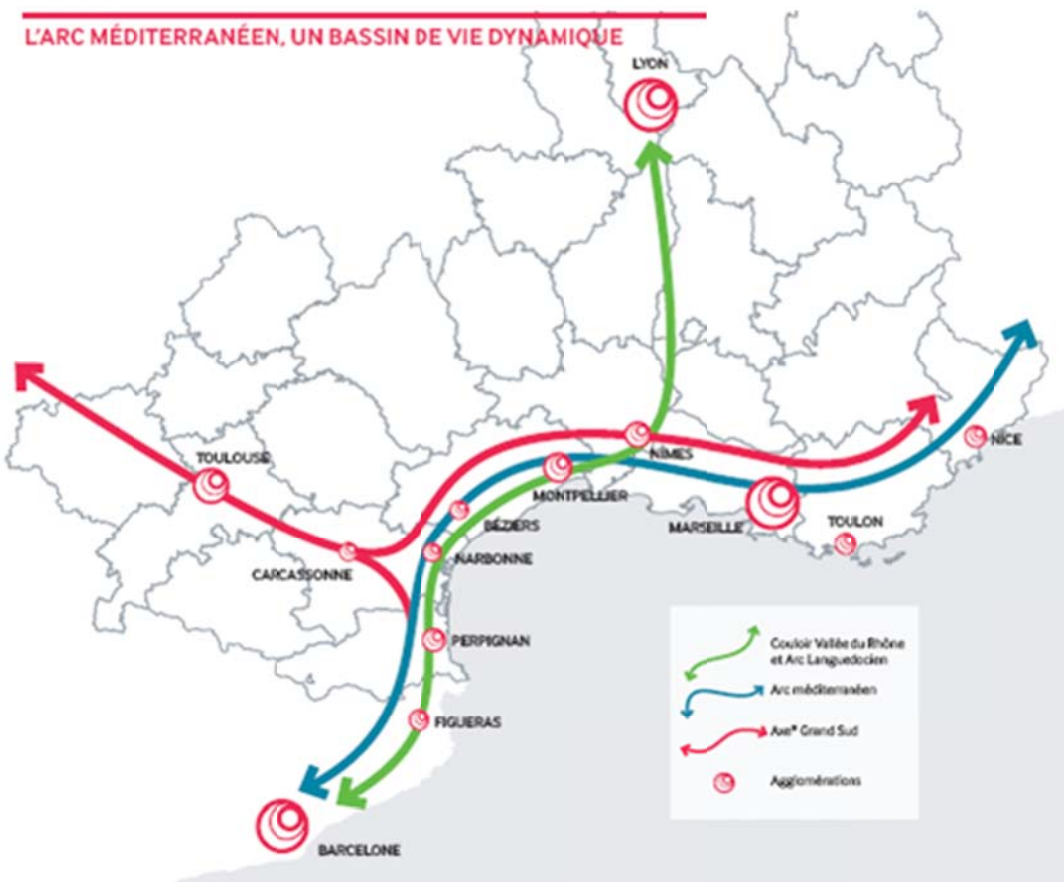 L'ARC MÉDITERRANÉEN, UN BASSIN DE VIE DYNAMIQUE
LYON
NICE
TOULOUSE
NÎMES
MONTPELLIER
BÉZIERS
MARSEILLE
TOULON
NARBONNE
CARCASSONNE
PERPIGNAN
FIGUERAS
BARCELONE
Couloir Vallée du Rhône
et Arc Languedocien
Arc méditerranéen
Axe" Grand Sud
Agglomérations